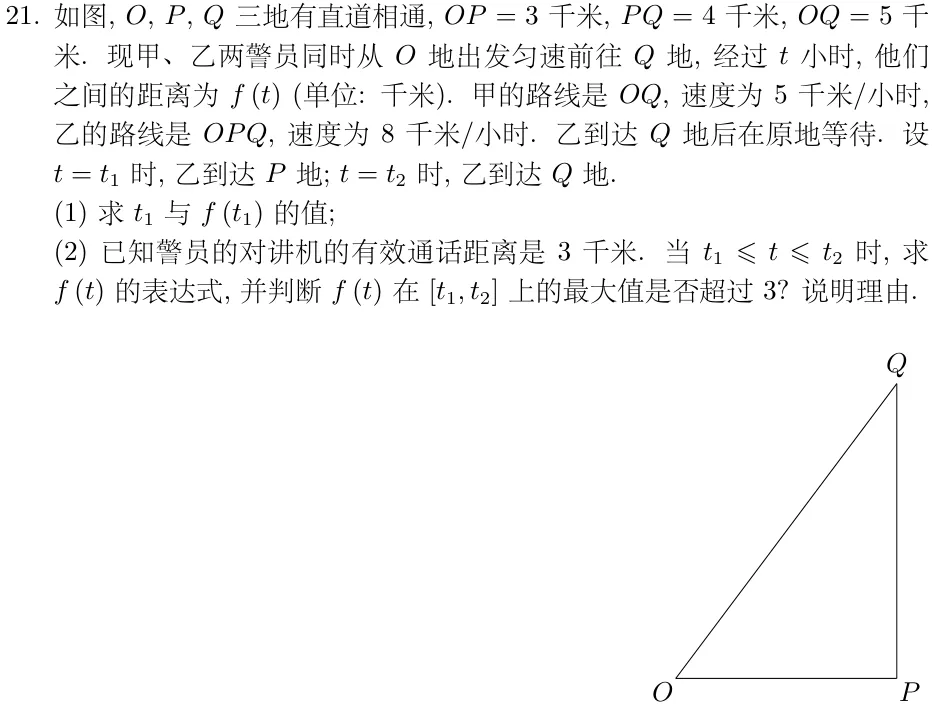 21. 如图, O, P, Q 三地有直道相通, OP = 3 千米, PQ = 21 千米, OQ = 5 千
米. 现甲、乙两警员同时从 O 地出发匀速前往 Q 地, 经过 t 小时, 他们
之间的距离为 f (t) (单位: 千米). 甲的路线是 OQ, 速度为 5 千米/小时,
乙的路线是 OPQ, 速度为 8 千米/小时. 乙到达 Q 地后在原地等待. 设
t = t₁ 时, 乙到达 P 地; t = t₂ 时, 乙到达 Q 地.
(1) 求 t₁ 与 f (t₁) 的值;
(2) 已知警员的对讲机的有效通话距离是 3 千米. 当 t₁ ⩽ t ⩽ t₂ 时, 求
f (t) 的表达式, 并判断 f (t) 在 [t₁, t₂] 上的最大值是否超过 3? 说明理由.
Q
O
P